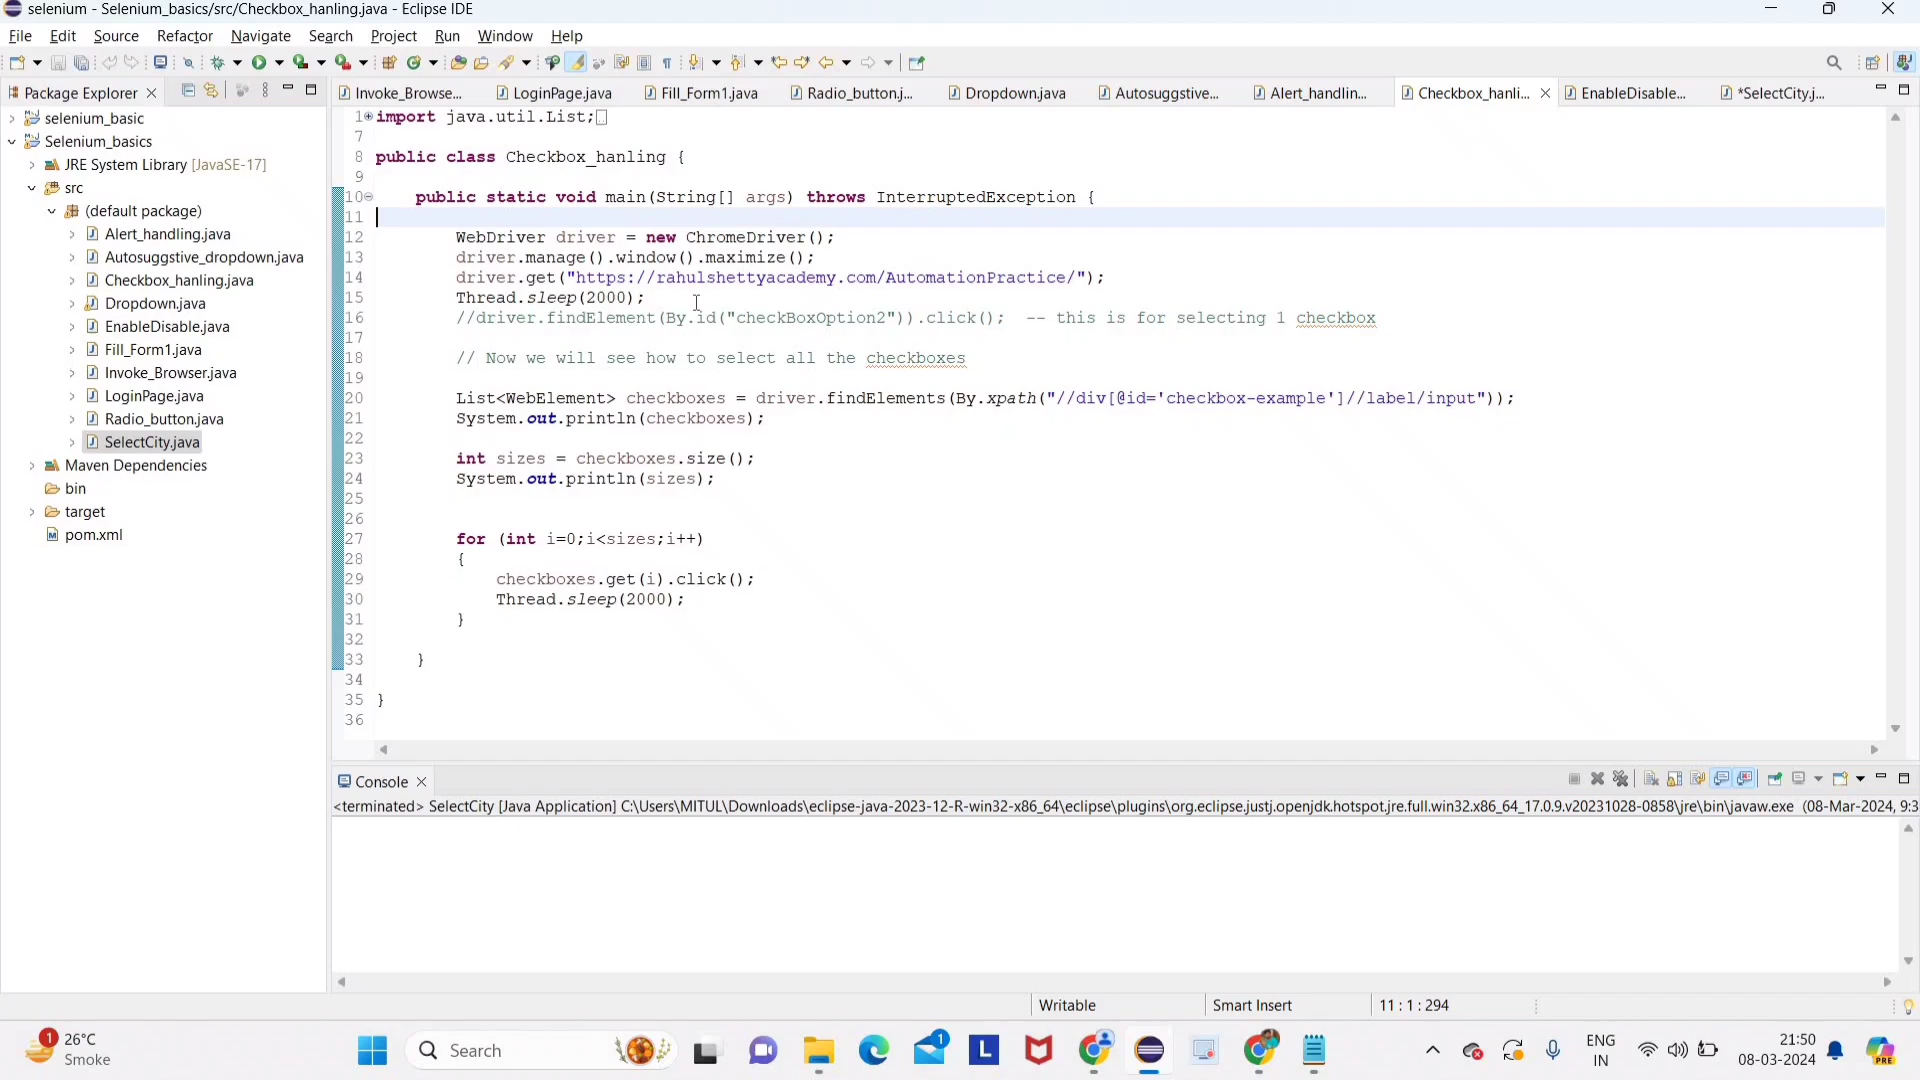 selenium - Selenium_basics/src/Checkbox_hanling.java - Eclipse IDE
File Edit Source Refactor Navigate Search Project Run Window Help
Package Explorer
selenium_basic
Selenium_basics
JRE System Library [JavaSE-17]
src
(default package)
Alert_handling.java
Autosuggstive_dropdown.java
Checkbox_hanling.java
Dropdown.java
EnableDisable.java
Fill_Form1.java
Invoke_Browser.java
LoginPage.java
Radio_button.java
SelectCity.java
Maven Dependencies
bin
target
pom.xml
Invoke_Browse... LoginPage.java Fill_Form1.java Radio_button.j... Dropdown.java Autosuggstive... Alert_handlin... Checkbox_hanli... EnableDisable... *SelectCity.j...
1 import java.util.List;
7
8 public class Checkbox_hanling {
9
10 public static void main(String[] args) throws InterruptedException {
11
12 WebDriver driver = new ChromeDriver();
13 driver.manage().window().maximize();
14 driver.get("https://rahulshettyacademy.com/AutomationPractice/");
15 Thread.sleep(2000);
16 //driver.findElement(By.id("checkBoxOption2")).click(); -- this is for selecting 1 checkbox
17
18 // Now we will see how to select all the checkboxes
19
20 List<WebElement> checkboxes = driver.findElements(By.xpath("//div[@id='checkbox-example']//label/input"));
21 System.out.println(checkboxes);
22
23 int sizes = checkboxes.size();
24 System.out.println(sizes);
25
26
27 for (int i=0;i<sizes;i++)
28 {
29 checkboxes.get(i).click();
30 Thread.sleep(2000);
31 }
32
33 }
34
35 }
36
Console
<terminated> SelectCity [Java Application] C:\Users\MITUL\Downloads\eclipse-java-2023-12-R-win32-x86_64\eclipse\plugins\org.eclipse.justj.openjdk.hotspot.jre.full.win32.x86_64_17.0.9.v20231028-0858\jre\bin\javaw.exe (08-Mar-2024, 9:3
Writable Smart Insert 11 : 1 : 294
1 26°C
Smoke
Search
1
L
ENG
IN
21:50
08-03-2024
PRE